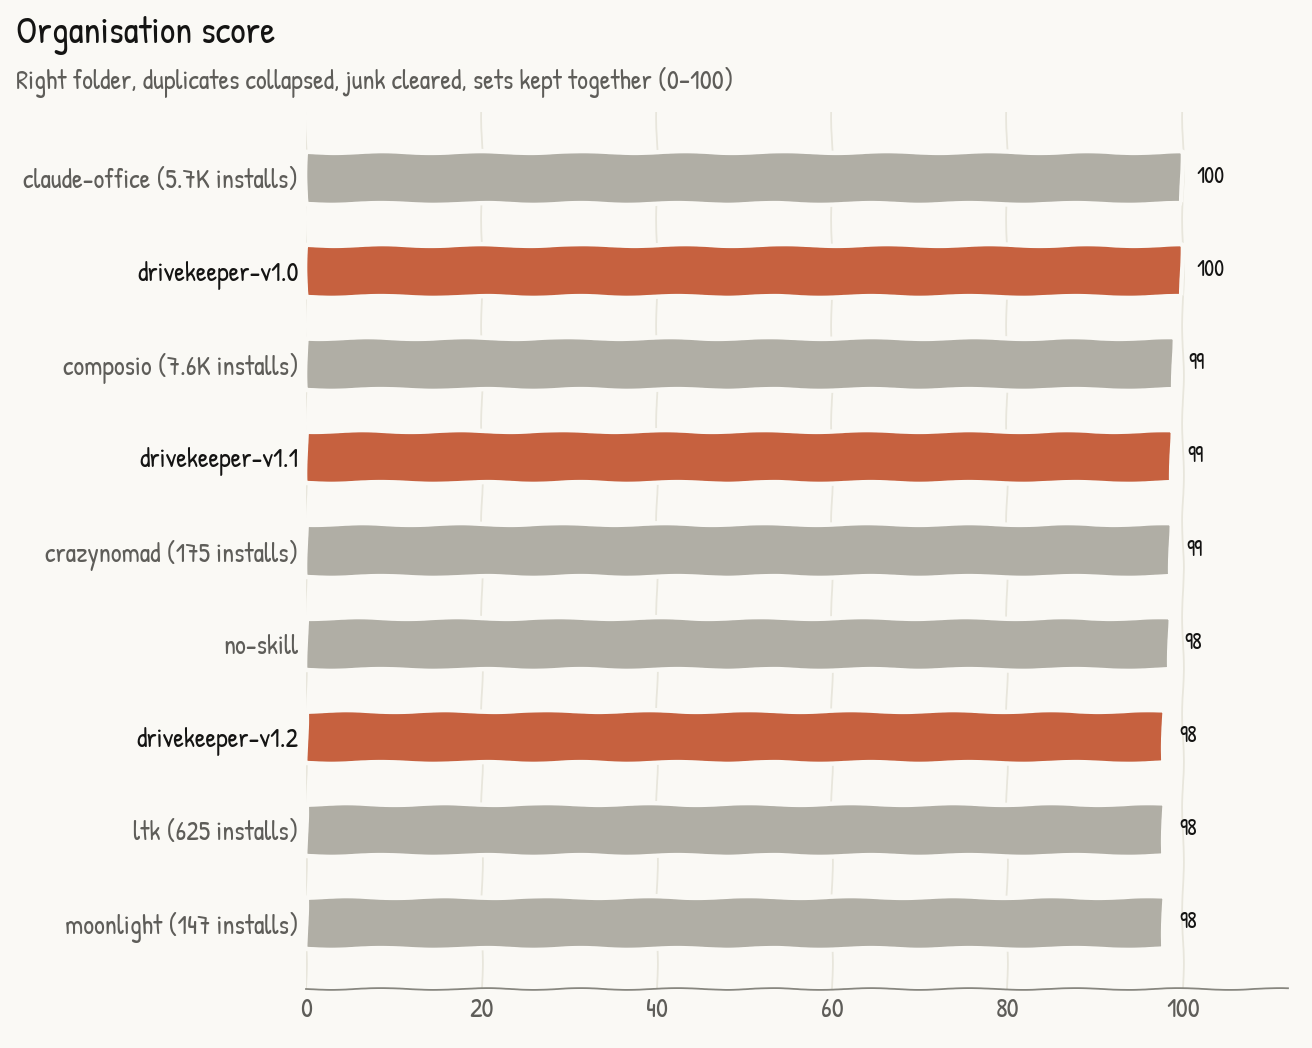 Organisation score
Right folder, duplicates collapsed, junk cleared, sets kept together (0–100)
claude-office (5.7K installs)
100
drivekeeper-v1.0
100
composio (7.6K installs)
99
drivekeeper-v1.1
99
crazynomad (175 installs)
99
no-skill
98
drivekeeper-v1.2
98
ltk (625 installs)
98
moonlight (147 installs)
98
0 20 40 60 80 100